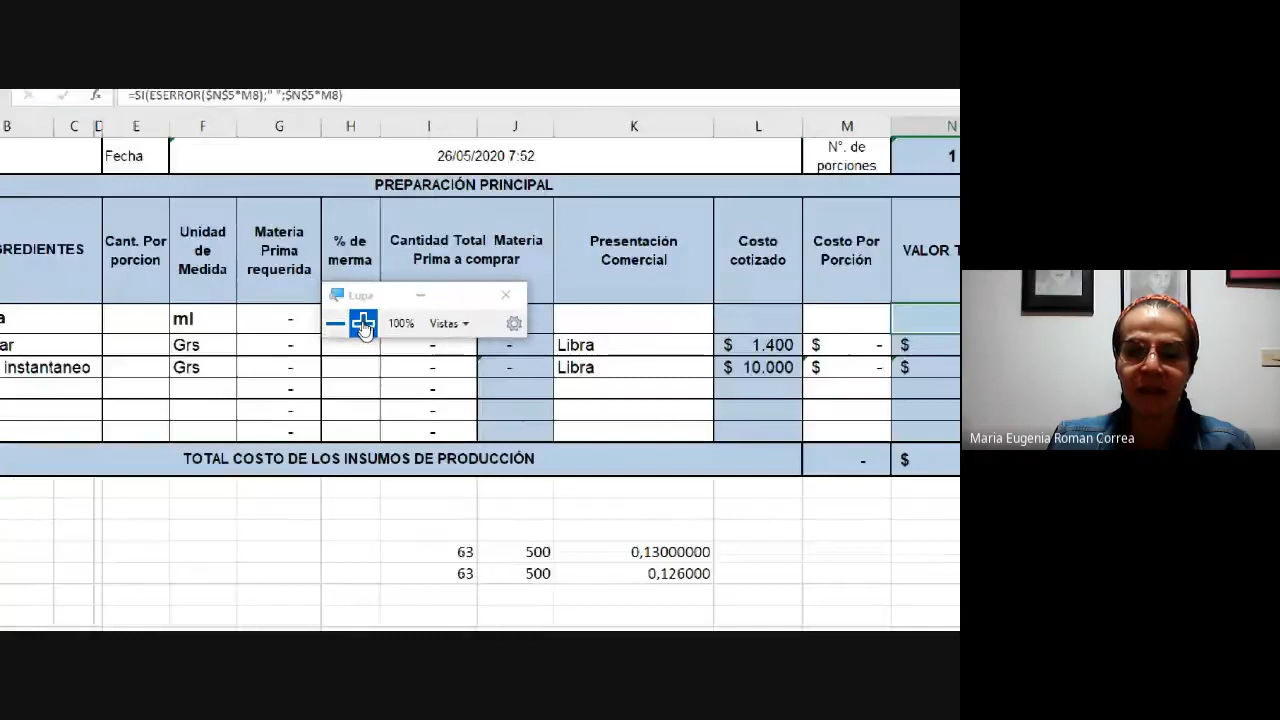 =SI(ESERROR($N$5*M8);" ";$N$5*M8)
B C D E F G H I J K L M N
Fecha 26/05/2020 7:52 N°. de porciones 1
PREPARACIÓN PRINCIPAL
GREDIENTES Cant. Por porcion Unidad de Medida Materia Prima requerida % de merma Cantidad Total Materia Prima a comprar Presentación Comercial Costo cotizado Costo Por Porción VALOR T
Lupa
100% Vistas
a ml -
ar Grs - - - Libra $ 1.400 $ - $
Instantaneo Grs - - - Libra $ 10.000 $ - $
- -
- -
- -
TOTAL COSTO DE LOS INSUMOS DE PRODUCCIÓN - $
63 500 0,13000000
63 500 0,126000
Maria Eugenia Roman Correa